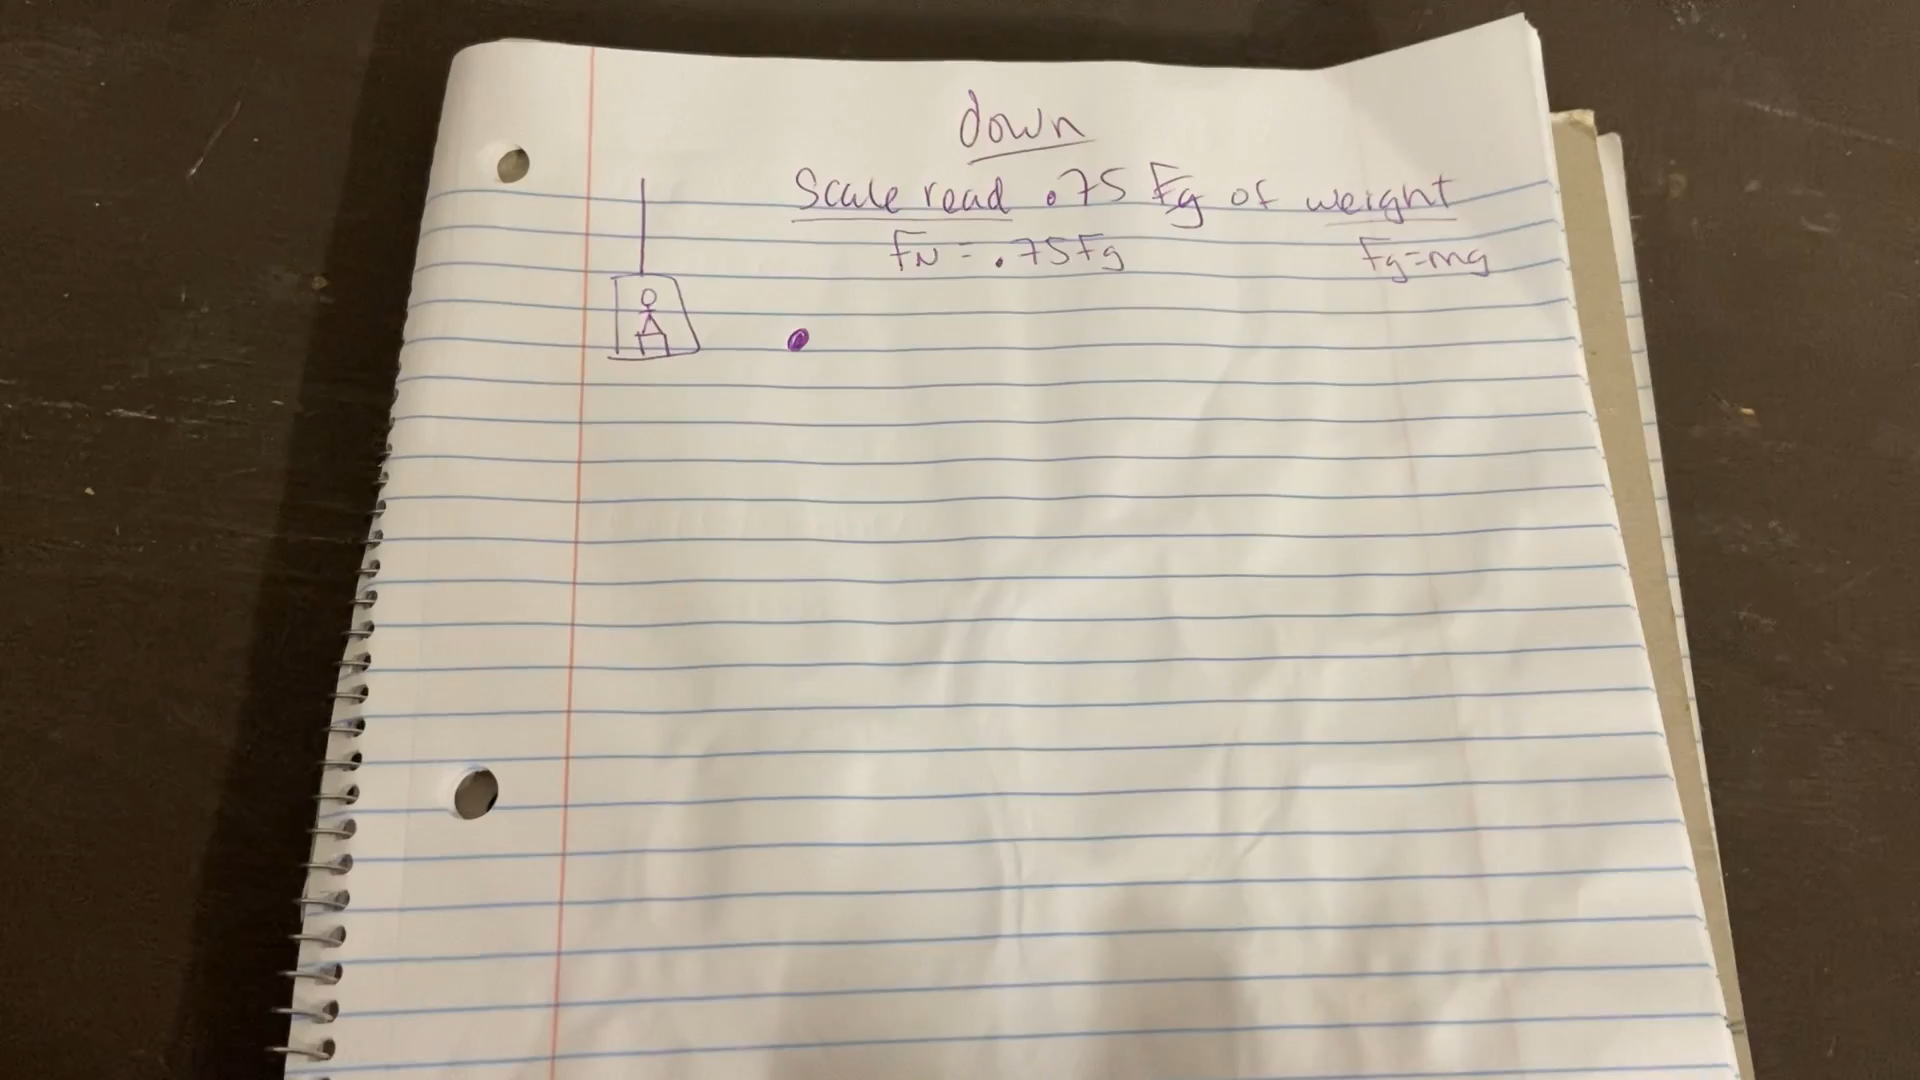 down
Scale read .75 Fg of weight
FN = .75Fg Fg=mg